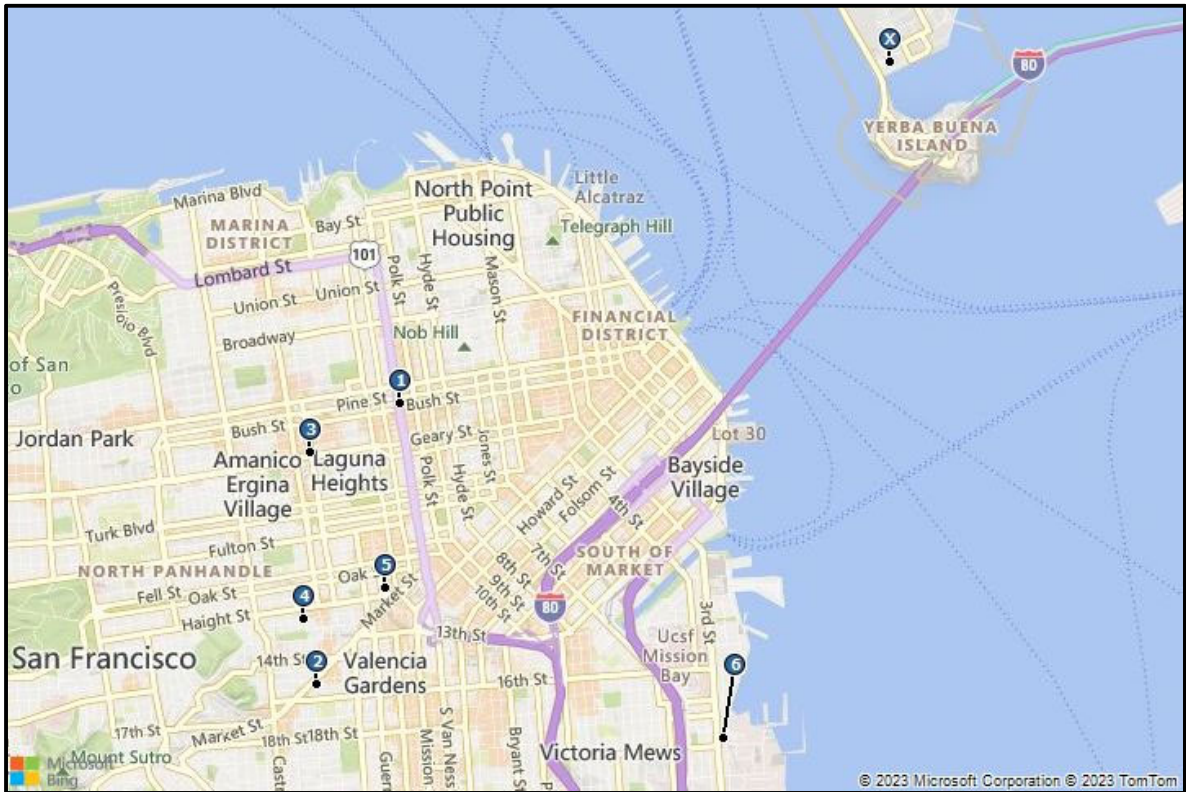 X
80
YERBA BUENA
ISLAND
Little
Alcatraz
North Point
Public
Housing
Marina Blvd
MARINA
DISTRICT
Bay St
Telegraph Hill
101
Lombard St
Polk St
Hyde St
Mason St
Union St
Union St
Presidio Blvd
Broadway
Nob Hill
FINANCIAL
DISTRICT
of San
o
1
Pine St
Bush St
Bush St
3
Geary St
Jordan Park
Amanico
Ergina
Village
Laguna
Heights
Polk St
Hyde St
Jones St
Lot 30
Bayside
Village
Howard St
Folsom St
4th St
Turk Blvd
Fulton St
NORTH PANHANDLE
Oak
5
Market St
8th St
9th St
10th St
7th St
SOUTH OF
MARKET
Fell St
Oak St
Haight St
4
80
3rd St
13th St
Ucsf
Mission
Bay
San Francisco
14th St
2
Valencia
Gardens
16th St
6
17th St
Market St
18th St
18th St
Cast
Guerr
S Van Ness
Mission
Bryant St
P
Victoria Mews
Mount Sutro
Microsoft
Bing
© 2023 Microsoft Corporation © 2023 TomTom